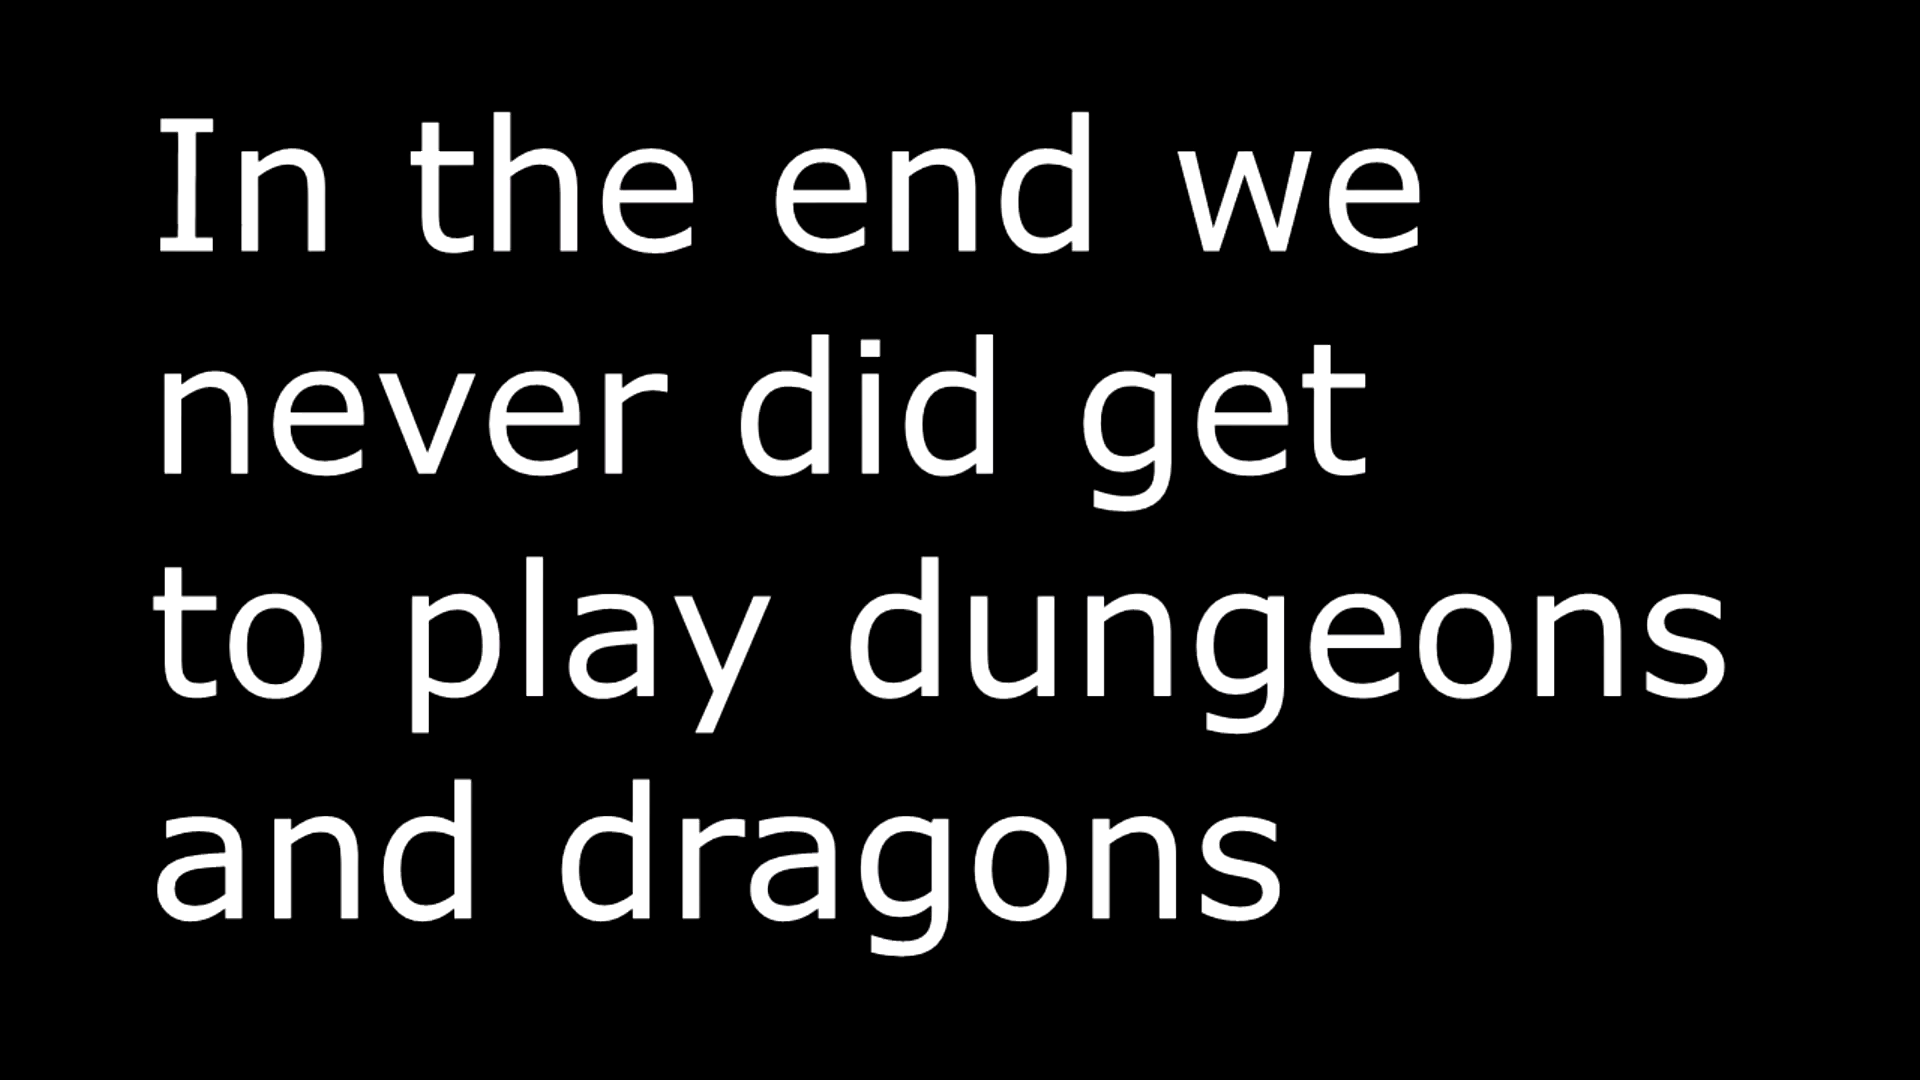 In the end we
never did get
to play dungeons
and dragons